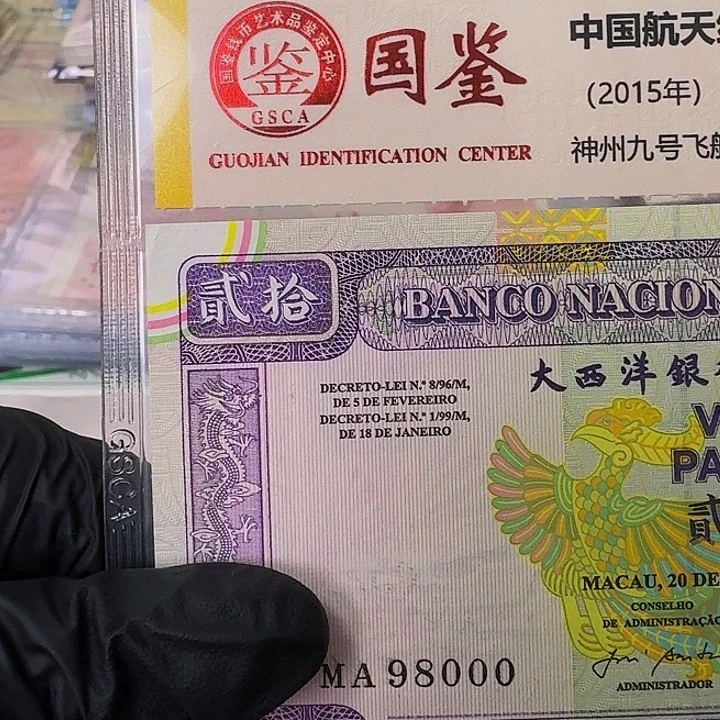 国鉴钱币艺术品鉴定中心
鉴
GSCA
国鉴
GUOJIAN IDENTIFICATION CENTER
中国航天
(2015年)
神州九号飞
GSCA
贰拾
BANCO NACION
大西洋銀
DECRETO-LEI N.º 8/96/M,
DE 5 DE FEVEREIRO
DECRETO-LEI N.º 1/99/M,
DE 18 DE JANEIRO
V
PA
貳
MACAU, 20 DE
CONSELHO
DE ADMINISTRAÇÃO
ADMINISTRADOR
MA98000